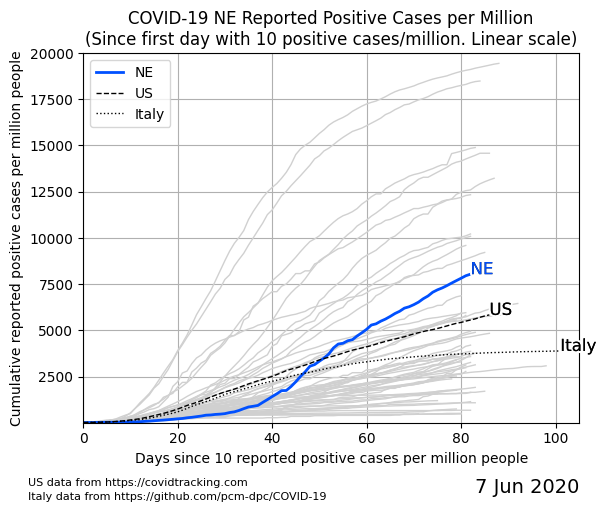 COVID-19 NE Reported Positive Cases per Million
(Since first day with 10 positive cases/million. Linear scale)
Cumulative reported positive cases per million people
20000
17500
15000
12500
10000
7500
5000
2500
NE
US
Italy
NE
US
Italy
0
20
40
60
80
100
Days since 10 reported positive cases per million people
US data from https://covidtracking.com
Italy data from https://github.com/pcm-dpc/COVID-19
7 Jun 2020